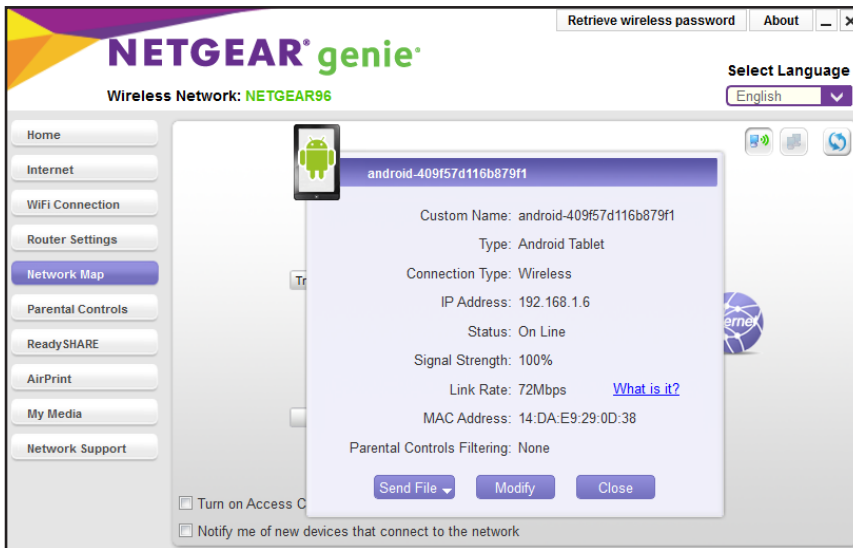 Retrieve wireless password About
NETGEAR® genie®
Select Language
Wireless Network: NETGEAR96
English
Home
Internet
WiFi Connection
Router Settings
Network Map
Parental Controls
ReadySHARE
AirPrint
My Media
Network Support
android-409f57d116b879f1
Custom Name: android-409f57d116b879f1
Type: Android Tablet
Connection Type: Wireless
Tr
IP Address: 192.168.1.6
ernet
Status: On Line
Signal Strength: 100%
Link Rate: 72Mbps What is it?
MAC Address: 14:DA:E9:29:0D:38
Parental Controls Filtering: None
Send File Modify Close
Turn on Access C
Notify me of new devices that connect to the network